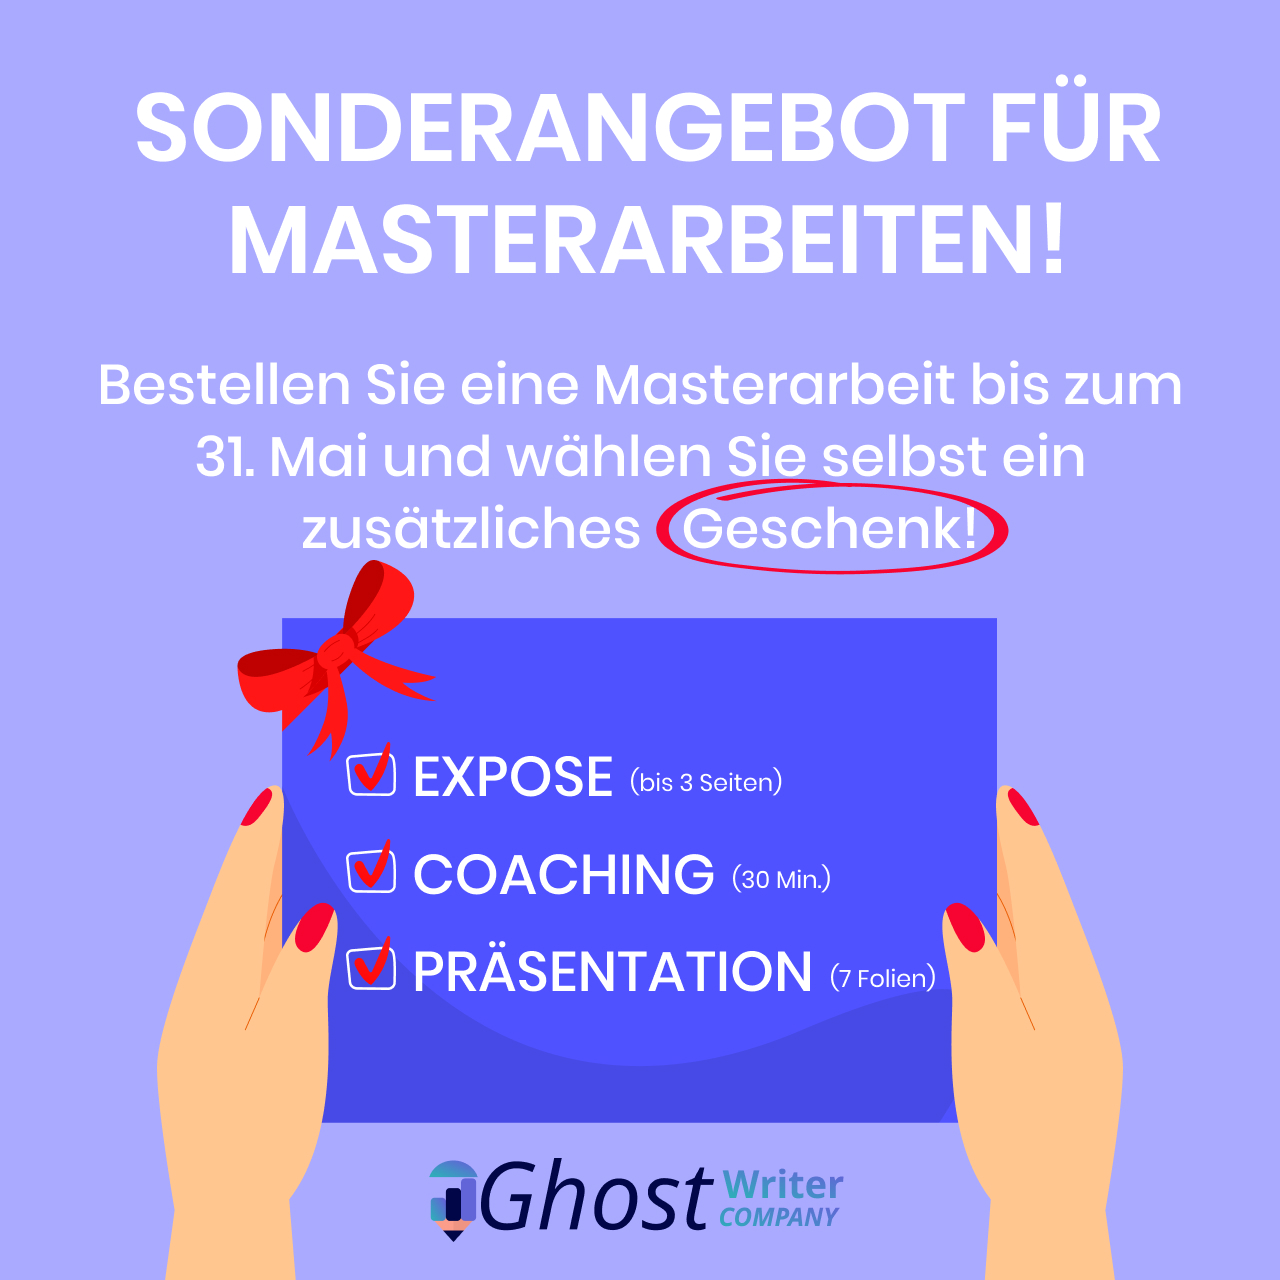 SONDERANGEBOT FÜR
MASTERARBEITEN!
Bestellen Sie eine Masterarbeit bis zum
31. Mai und wählen Sie selbst ein
zusätzliches Geschenk!
EXPOSE (bis 3 Seiten)
COACHING (30 Min.)
PRÄSENTATION (7 Folien)
Ghost Writer
COMPANY